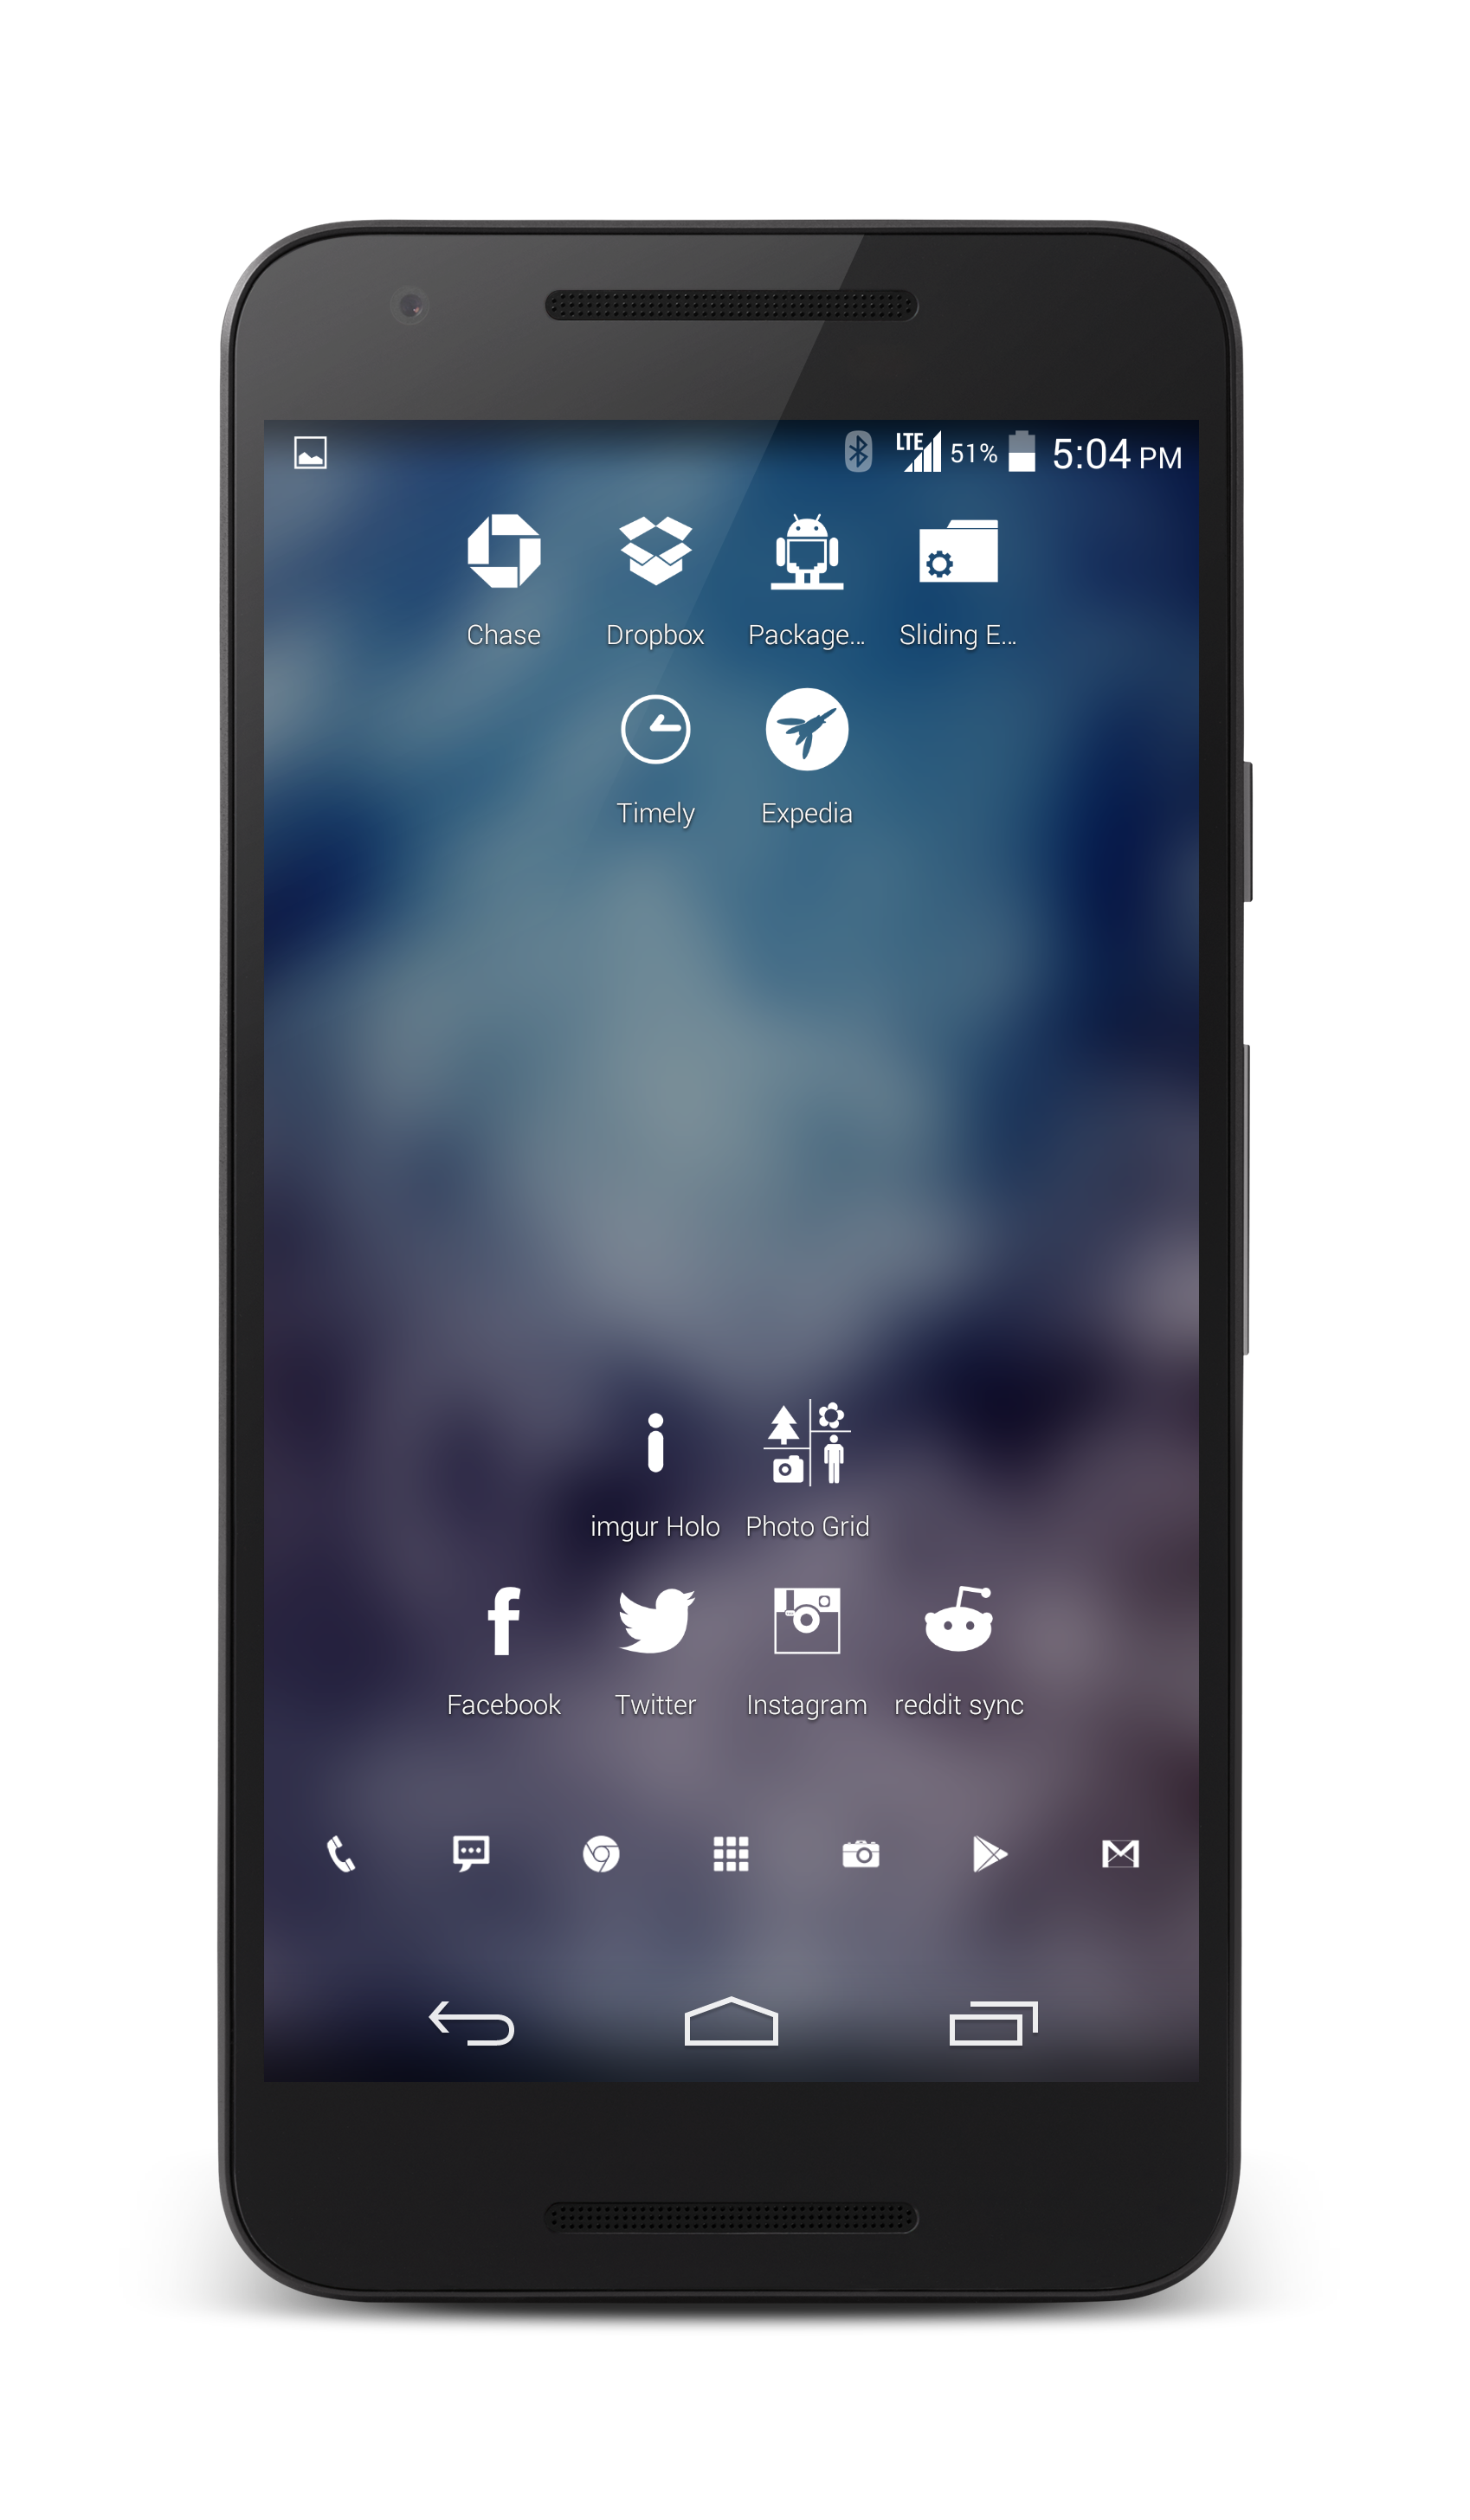 LTE 51% 5:04 PM
Chase Dropbox Package... Sliding E...
Timely Expedia
imgur Holo Photo Grid
Facebook Twitter Instagram reddit sync